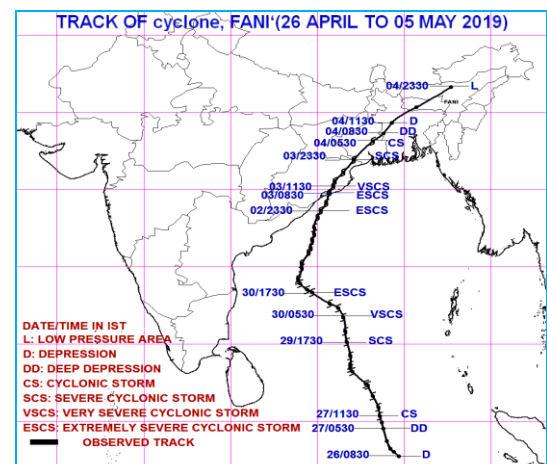 TRACK OF cyclone, FANI‘(26 APRIL TO 05 MAY 2019)
04/2330 L
FANI
04/1130 D
04/0830 DD
04/0530 CS
03/2330 SCS
03/1130 VSCS
03/0830 ESCS
02/2330 ESCS
30/1730 ESCS
30/0530 VSCS
29/1730 SCS
27/1130 CS
27/0530 DD
26/0830 D
DATE/TIME IN IST
L: LOW PRESSURE AREA
D: DEPRESSION
DD: DEEP DEPRESSION
CS: CYCLONIC STORM
SCS: SEVERE CYCLONIC STORM
VSCS: VERY SEVERE CYCLONIC STORM
ESCS: EXTREMELY SEVERE CYCLONIC STORM
OBSERVED TRACK